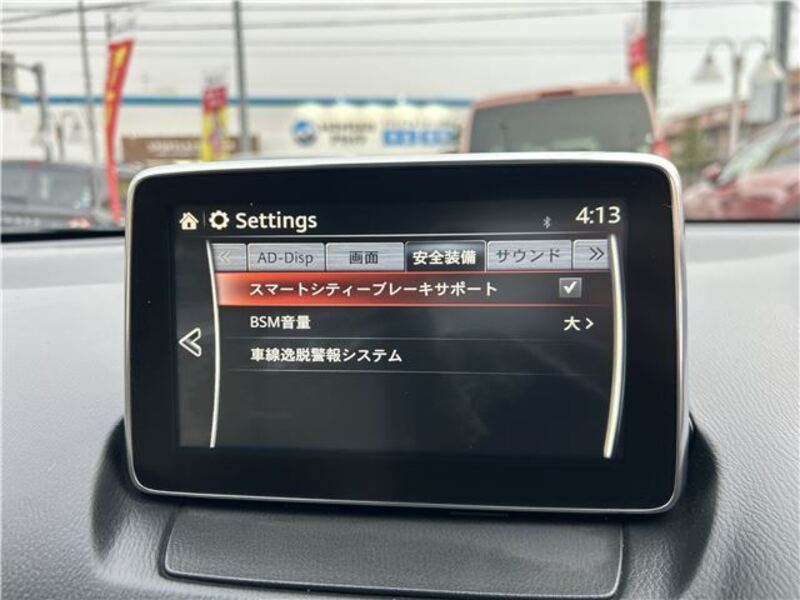 Settings
4:13
AD-Disp 画面 安全装備 サウンド
スマートシティーブレーキサポート
BSM音量 大
車線逸脱警報システム